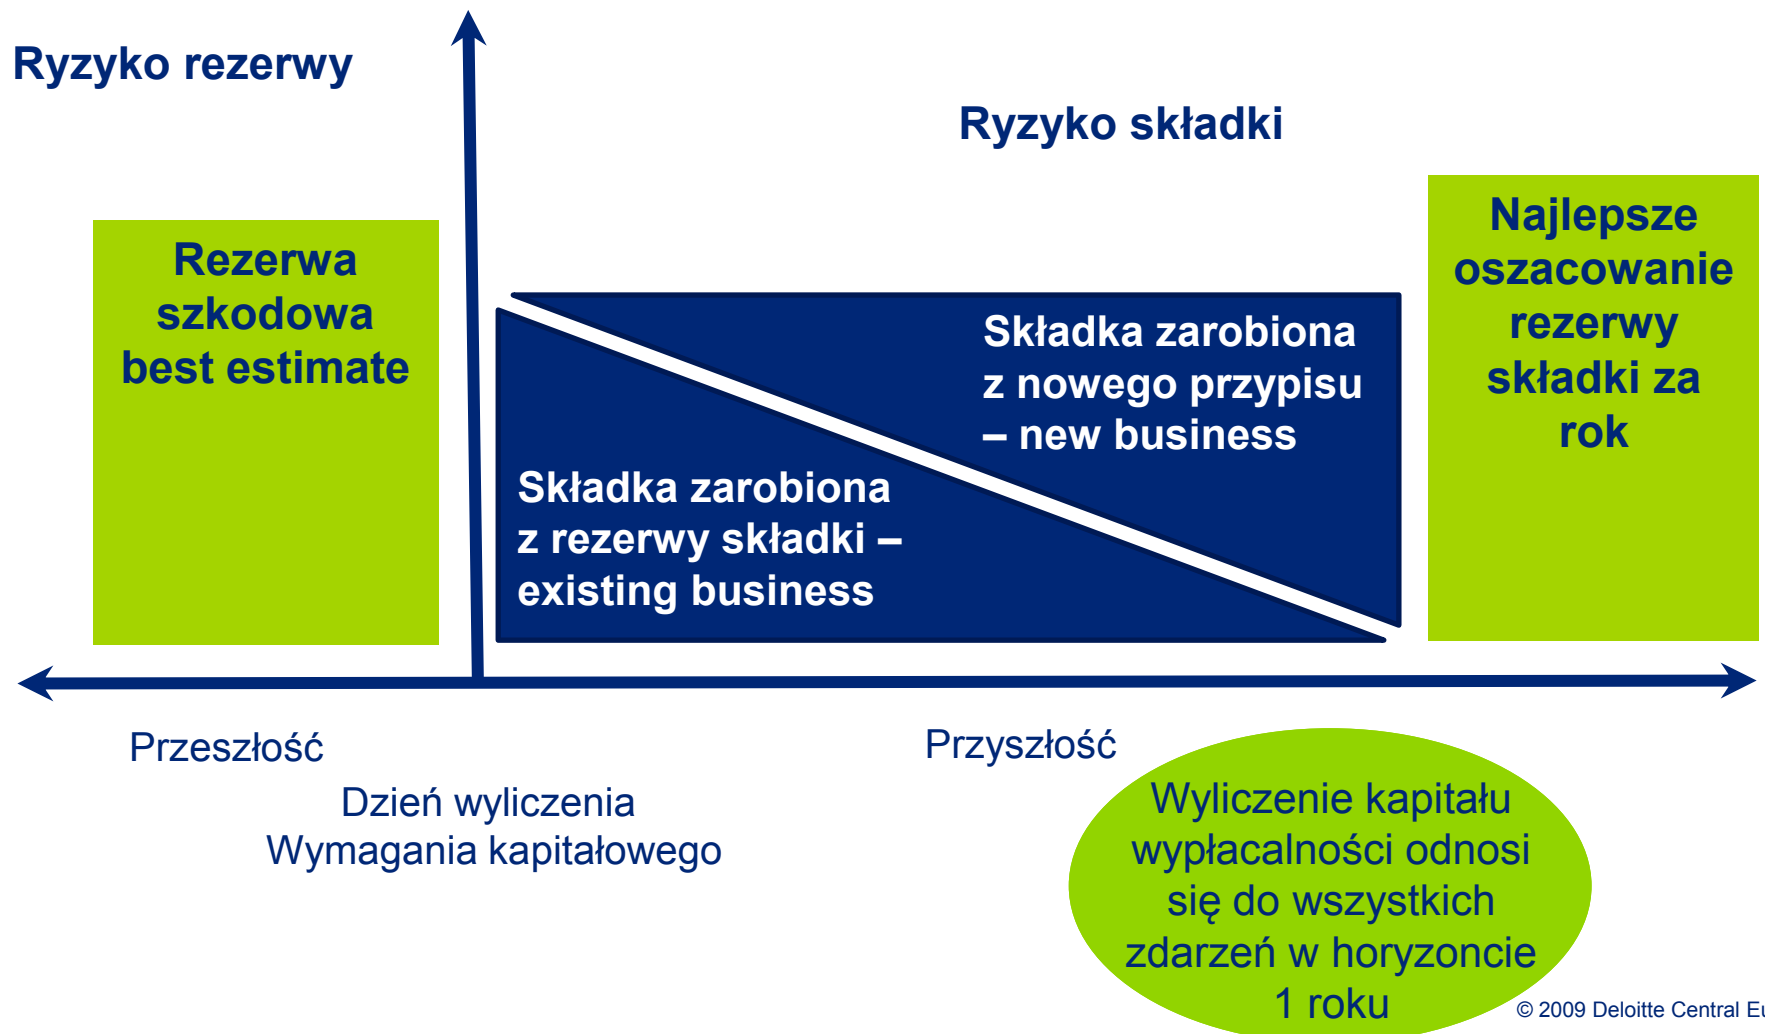 Ryzyko rezerwy
Ryzyko składki
Rezerwa
szkodowa
best estimate
Składka zarobiona
z rezerwy składki –
existing business
Składka zarobiona
z nowego przypisu
– new business
Najlepsze
oszacowanie
rezerwy
składki za
rok
Przeszłość
Przyszłość
Dzień wyliczenia
Wymagania kapitałowego
Wyliczenie kapitału
wypłacalności odnosi
się do wszystkich
zdarzeń w horyzoncie
1 roku
© 2009 Deloitte Central Eu